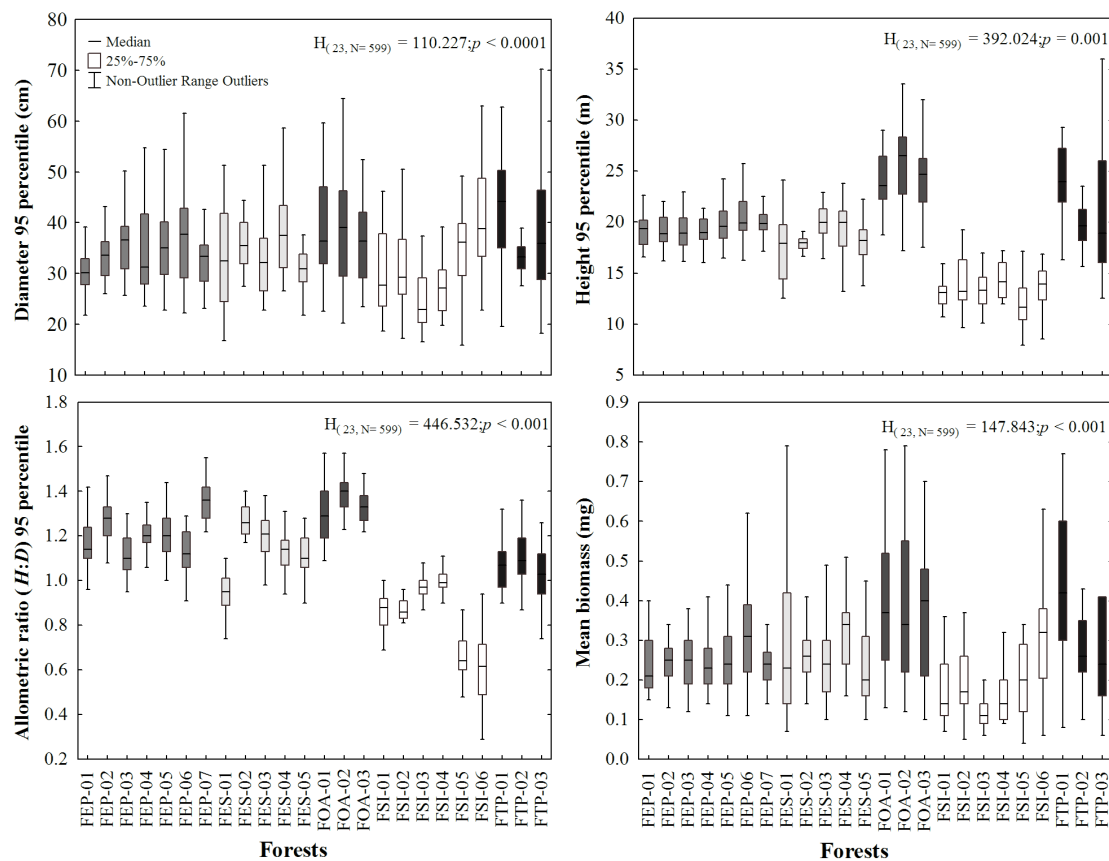 H( 23, N= 599) = 110.227;p < 0.0001
Median
25%-75%
Non-Outlier Range Outliers
80
70
60
50
40
30
20
10
Diameter 95 percentile (cm)
H( 23, N= 599) = 392.024;p = 0.001
40
35
30
25
20
15
10
5
Height 95 percentile (m)
H( 23, N= 599) = 446.532;p < 0.001
1.8
1.6
1.4
1.2
1.0
0.8
0.6
0.4
0.2
Allometric ratio (H:D) 95 percentile
FEP-01
FEP-02
FEP-03
FEP-04
FEP-05
FEP-06
FEP-07
FES-01
FES-02
FES-03
FES-04
FES-05
FOA-01
FOA-02
FOA-03
FSI-01
FSI-02
FSI-03
FSI-04
FSI-05
FSI-06
FTP-01
FTP-02
FTP-03
Forests
H( 23, N= 599) = 147.843;p < 0.001
0.9
0.8
0.7
0.6
0.5
0.4
0.3
0.2
0.1
0.0
Mean biomass (mg)
FEP-01
FEP-02
FEP-03
FEP-04
FEP-05
FEP-06
FEP-07
FES-01
FES-02
FES-03
FES-04
FES-05
FOA-01
FOA-02
FOA-03
FSI-01
FSI-02
FSI-03
FSI-04
FSI-05
FSI-06
FTP-01
FTP-02
FTP-03
Forests